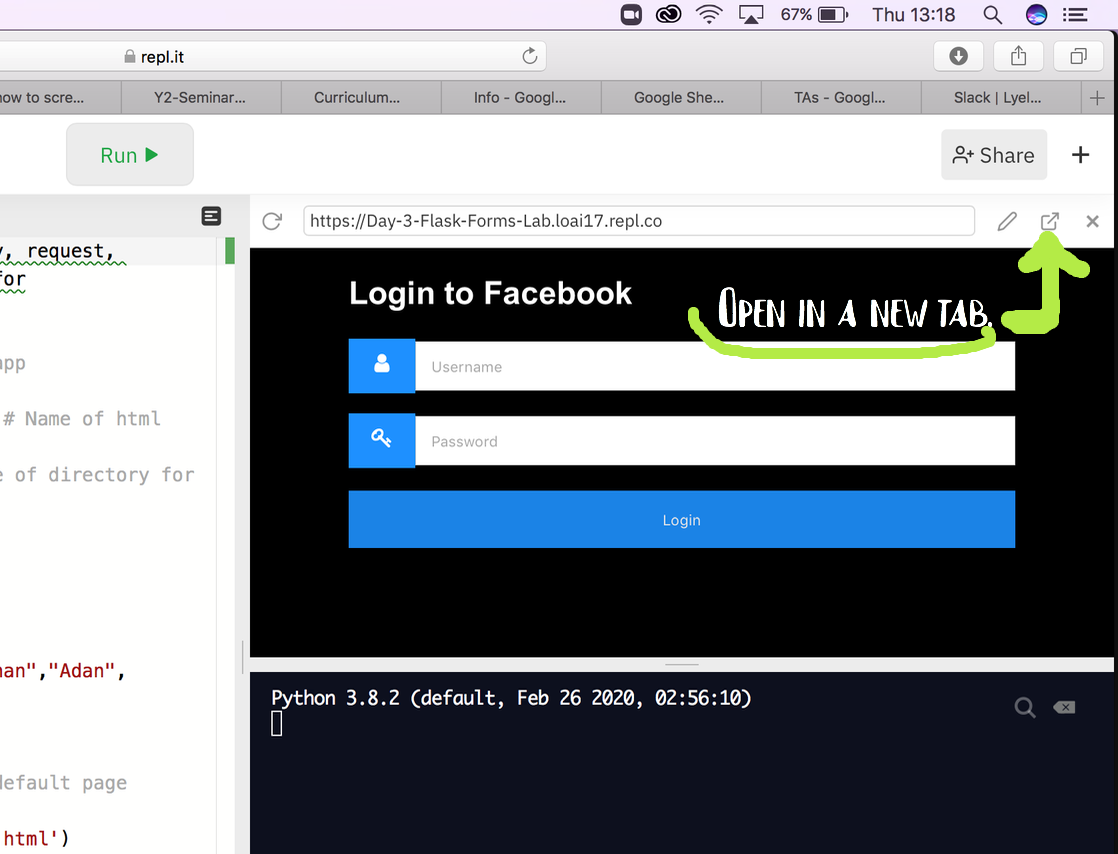 67% Thu 13:18
repl.it
how to scre... Y2-Seminar... Curriculum... Info - Googl... Google She... TAs - Googl... Slack | Lyel...
Run Share
https://Day-3-Flask-Forms-Lab.loai17.repl.co
, request,
for
app
# Name of html
e of directory for
nan","Adan",
default page
html')
Login to Facebook
OPEN IN A NEW TAB.
Username
Password
Login
Python 3.8.2 (default, Feb 26 2020, 02:56:10)